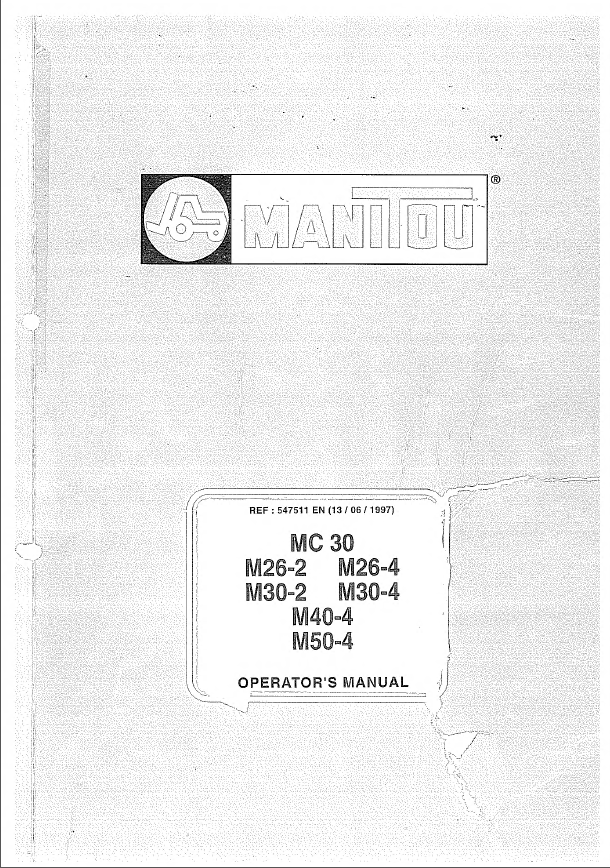 MANITOU ®
REF : 547511 EN (13 / 06 / 1997)
MC 30
M26-2 M26-4
M30-2 M30-4
M40-4
M50-4
OPERATOR'S MANUAL